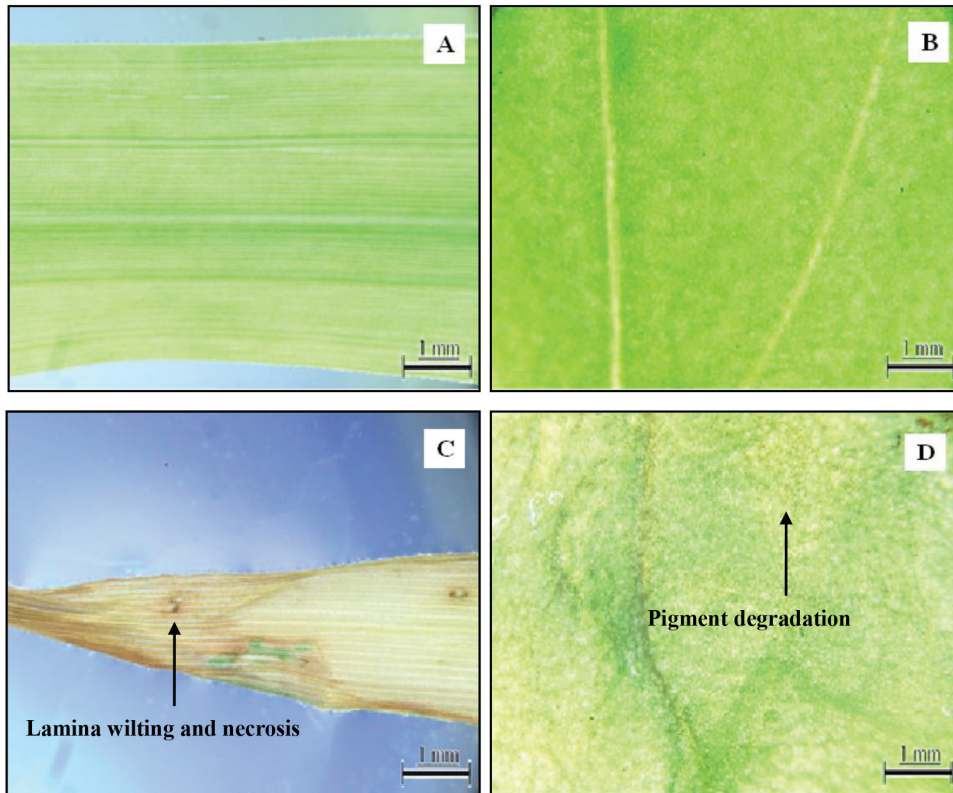 A
1 mm
B
1 mm
C
Lamina wilting and necrosis
1 mm
D
Pigment degradation
1 mm